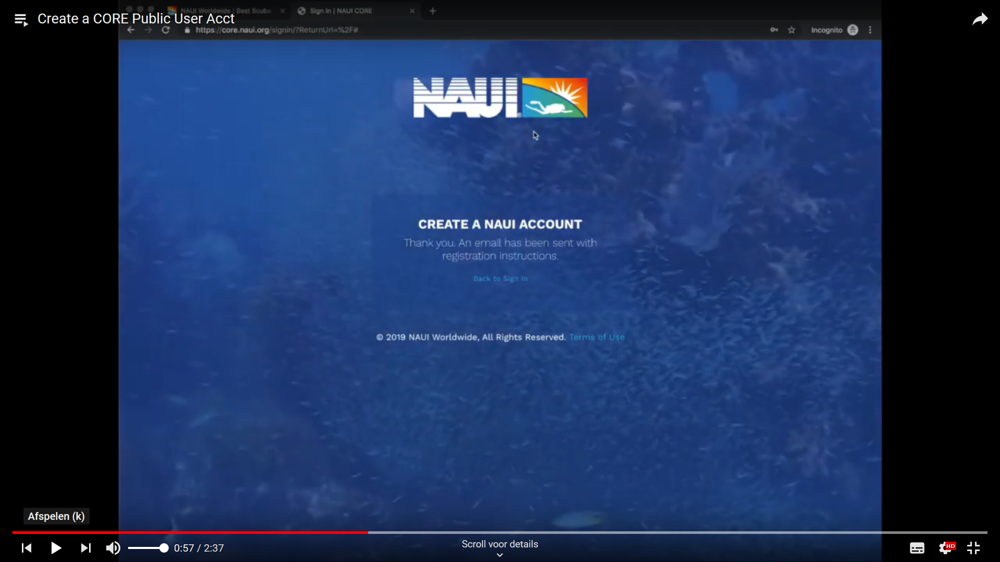 NAUI Worldwide | Best Scuba
Sign In | NAUI CORE
Create a CORE Public User Acct
https://core.naui.org/signin/?ReturnUrl=%2F#
Incognito
NAUI®
CREATE A NAUI ACCOUNT
Thank you. An email has been sent with
registration instructions.
Back to Sign In
© 2019 NAUI Worldwide, All Rights Reserved. Terms of Use
Afspelen (k)
0:57 / 2:37
Scroll voor details
HD